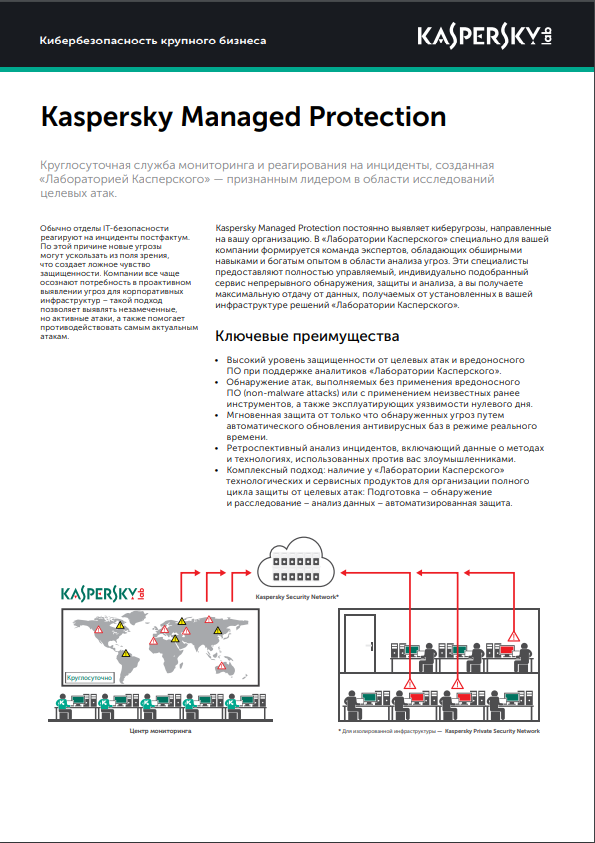 Кибербезопасность крупного бизнеса
KASPERSKY lab
Kaspersky Managed Protection
Круглосуточная служба мониторинга и реагирования на инциденты, созданная
«Лабораторией Касперского» — признанным лидером в области исследований
целевых атак.
Обычно отделы IT-безопасности
реагируют на инциденты постфактум.
По этой причине новые угрозы
могут ускользать из поля зрения,
что создает ложное чувство
защищенности. Компании все чаще
осознают потребность в проактивном
выявлении угроз для корпоративных
инфраструктур – такой подход
позволяет выявлять незамеченные,
но активные атаки, а также помогает
противодействовать самым актуальным
атакам.
Kaspersky Managed Protection постоянно выявляет киберугрозы, направленные
на вашу организацию. В «Лаборатории Касперского» специально для вашей
компании формируется команда экспертов, обладающих обширными
навыками и богатым опытом в области анализа угроз. Эти специалисты
предоставляют полностью управляемый, индивидуально подобранный
сервис непрерывного обнаружения, защиты и анализа, а вы получаете
максимальную отдачу от данных, получаемых от установленных в вашей
инфраструктуре решений «Лаборатории Касперского».
Ключевые преимущества
• Высокий уровень защищенности от целевых атак и вредоносного
ПО при поддержке аналитиков «Лаборатории Касперского».
• Обнаружение атак, выполняемых без применения вредоносного
ПО (non-malware attacks) или с применением неизвестных ранее
инструментов, а также эксплуатирующих уязвимости нулевого дня.
• Мгновенная защита от только что обнаруженных угроз путем
автоматического обновления антивирусных баз в режиме реального
времени.
• Ретроспективный анализ инцидентов, включающий данные о методах
и технологиях, использованных против вас злоумышленниками.
• Комплексный подход: наличие у «Лаборатории Касперского»
технологических и сервисных продуктов для организации полного
цикла защиты от целевых атак: Подготовка – обнаружение
и расследование – анализ данных – автоматизированная защита.
Kaspersky Security Network*
KASPERSKY lab
Круглосуточно
Центр мониторинга
* Для изолированной инфраструктуры — Kaspersky Private Security Network